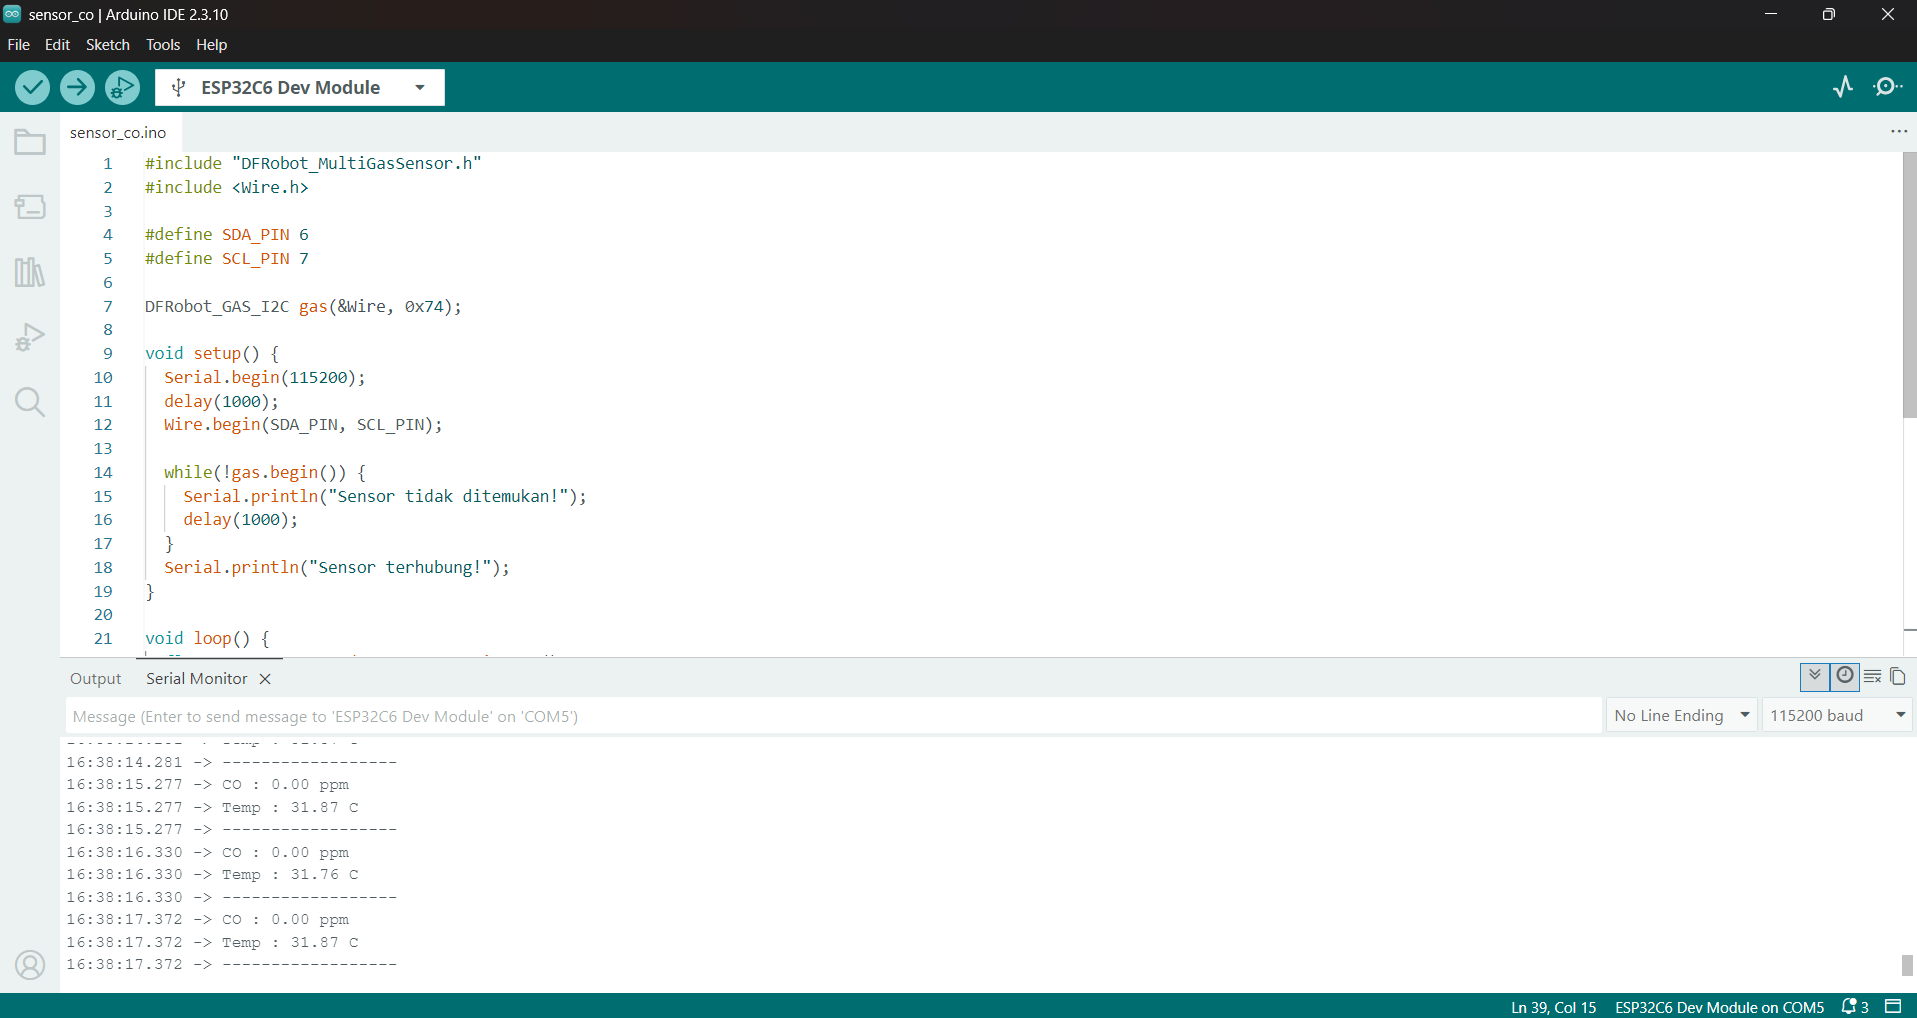 sensor_co | Arduino IDE 2.3.10
File Edit Sketch Tools Help
ESP32C6 Dev Module
sensor_co.ino
1 #include "DFRobot_MultiGasSensor.h"
2 #include <Wire.h>
3
4 #define SDA_PIN 6
5 #define SCL_PIN 7
6
7 DFRobot_GAS_I2C gas(&Wire, 0x74);
8
9 void setup() {
10 Serial.begin(115200);
11 delay(1000);
12 Wire.begin(SDA_PIN, SCL_PIN);
13
14 while(!gas.begin()) {
15 Serial.println("Sensor tidak ditemukan!");
16 delay(1000);
17 }
18 Serial.println("Sensor terhubung!");
19 }
20
21 void loop() {
Output Serial Monitor
Message (Enter to send message to 'ESP32C6 Dev Module' on 'COM5') No Line Ending 115200 baud
16:38:14.281 -> ------------------
16:38:15.277 -> CO : 0.00 ppm
16:38:15.277 -> Temp : 31.87 C
16:38:15.277 -> ------------------
16:38:16.330 -> CO : 0.00 ppm
16:38:16.330 -> Temp : 31.76 C
16:38:16.330 -> ------------------
16:38:17.372 -> CO : 0.00 ppm
16:38:17.372 -> Temp : 31.87 C
16:38:17.372 -> ------------------
Ln 39, Col 15 ESP32C6 Dev Module on COM5 3